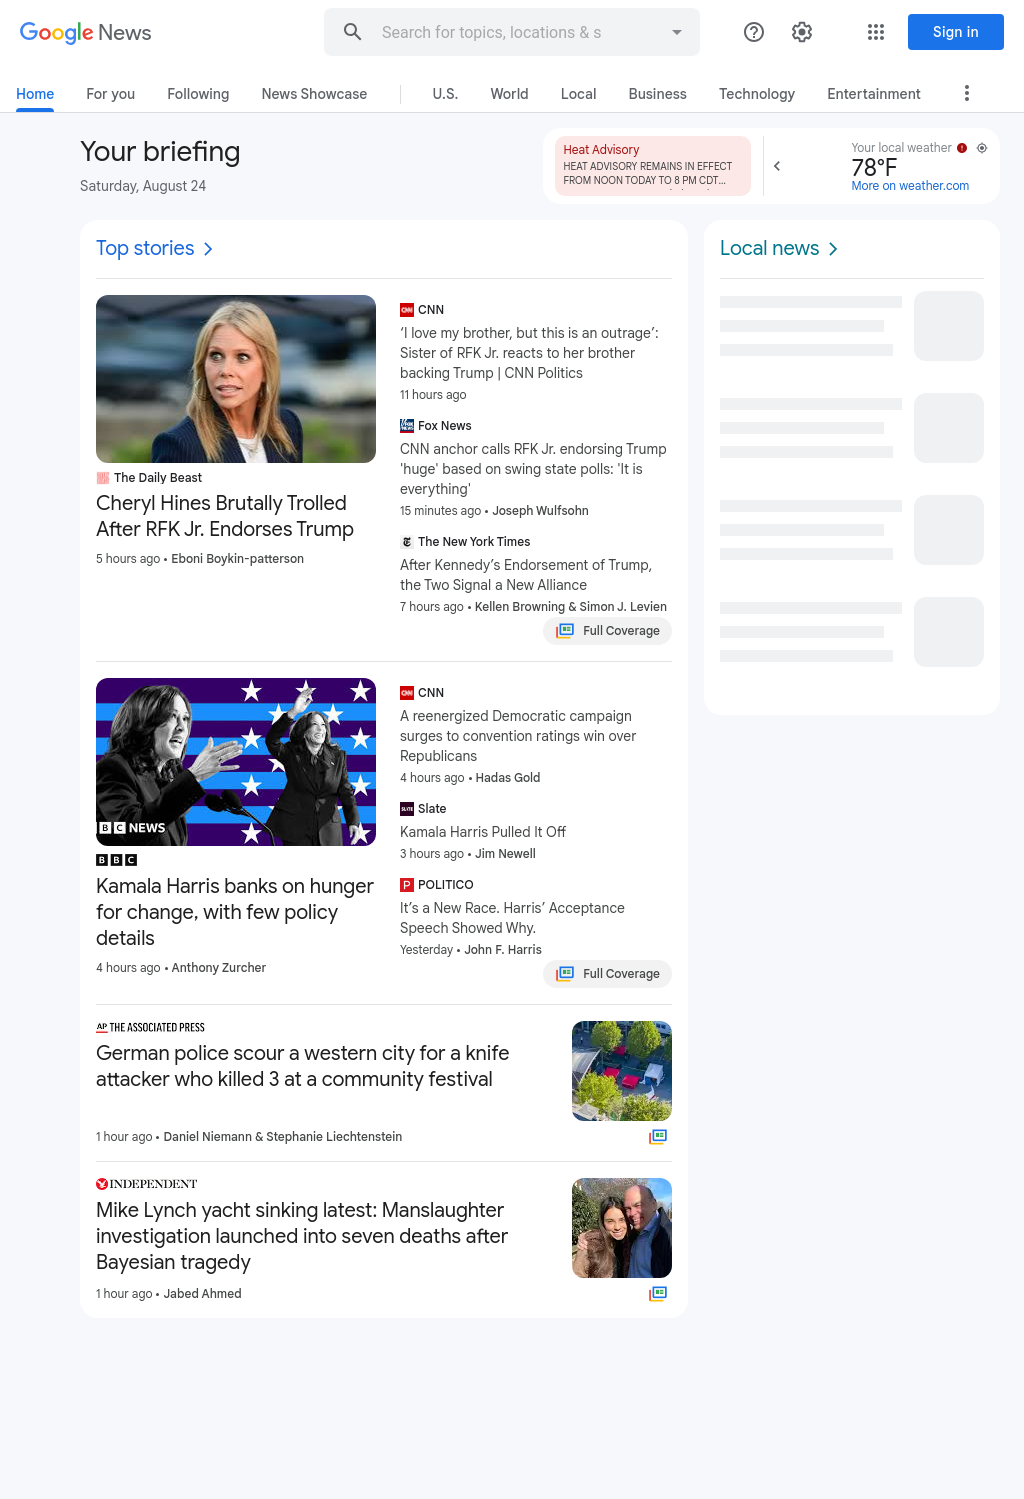 Google News
Search for topics, locations & s
Sign in
Home
For you
Following
News Showcase
U.S.
World
Local
Business
Technology
Entertainment
Your briefing
Saturday, August 24
Heat Advisory
HEAT ADVISORY REMAINS IN EFFECT
FROM NOON TODAY TO 8 PM CDT...
Your local weather
78°F
More on weather.com
Top stories
The Daily Beast
Cheryl Hines Brutally Trolled
After RFK Jr. Endorses Trump
5 hours ago • Eboni Boykin-patterson
CNN
CNN
‘I love my brother, but this is an outrage’:
Sister of RFK Jr. reacts to her brother
backing Trump | CNN Politics
11 hours ago
Fox News
CNN anchor calls RFK Jr. endorsing Trump
'huge' based on swing state polls: 'It is
everything'
15 minutes ago • Joseph Wulfsohn
The New York Times
After Kennedy’s Endorsement of Trump,
the Two Signal a New Alliance
7 hours ago • Kellen Browning & Simon J. Levien
Full Coverage
BBC NEWS
BBC
Kamala Harris banks on hunger
for change, with few policy
details
4 hours ago • Anthony Zurcher
CNN
CNN
A reenergized Democratic campaign
surges to convention ratings win over
Republicans
4 hours ago • Hadas Gold
SLATE
Slate
Kamala Harris Pulled It Off
3 hours ago • Jim Newell
P
POLITICO
It’s a New Race. Harris’ Acceptance
Speech Showed Why.
Yesterday • John F. Harris
Full Coverage
AP THE ASSOCIATED PRESS
German police scour a western city for a knife
attacker who killed 3 at a community festival
1 hour ago • Daniel Niemann & Stephanie Liechtenstein
INDEPENDENT
Mike Lynch yacht sinking latest: Manslaughter
investigation launched into seven deaths after
Bayesian tragedy
1 hour ago • Jabed Ahmed
Local news